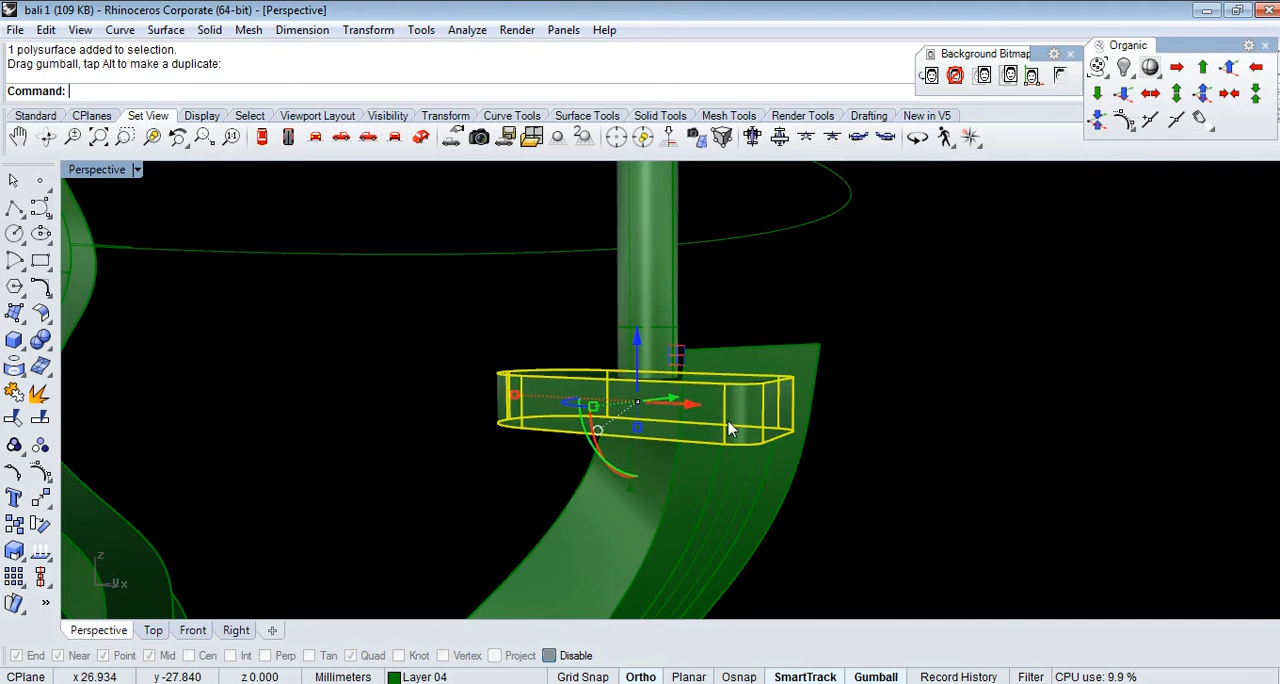 bali 1 (109 KB) - Rhinoceros Corporate (64-bit) - [Perspective]
File Edit View Curve Surface Solid Mesh Dimension Transform Tools Analyze Render Panels Help
1 polysurface added to selection.
Drag gumball, tap Alt to make a duplicate:
Command:
Background Bitmap
Organic
Standard CPlanes Set View Display Select Viewport Layout Visibility Transform Curve Tools Surface Tools Solid Tools Mesh Tools Render Tools Drafting New in V5
Perspective
z
y x
Perspective Top Front Right
End Near Point Mid Cen Int Perp Tan Quad Knot Vertex Project Disable
CPlane x 26.934 y -27.840 z 0.000 Millimeters Layer 04 Grid Snap Ortho Planar Osnap SmartTrack Gumball Record History Filter CPU use: 9.9 %